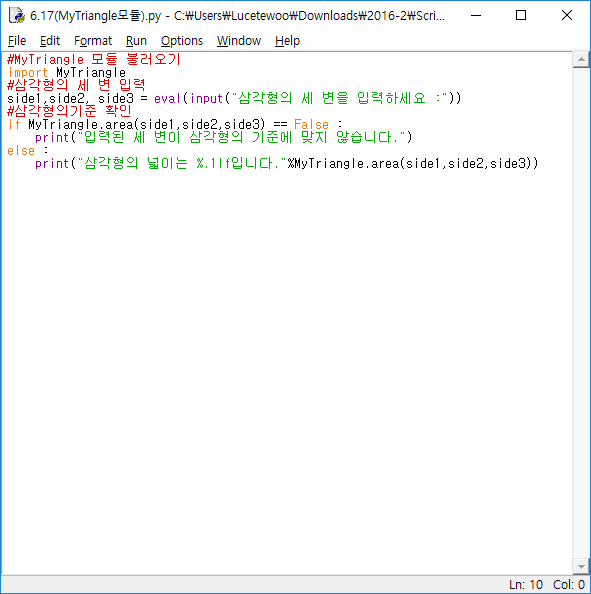 6.17(MyTriangle모듈).py - C:₩Users₩Lucetewoo₩Downloads₩2016-2₩Scri...
File Edit Format Run Options Window Help
#MyTriangle 모듈 불러오기
import MyTriangle
#삼각형의 세 변 입력
side1,side2, side3 = eval(input("삼각형의 세 변을 입력하세요 :"))
#삼각형의기준 확인
if MyTriangle.area(side1,side2,side3) == False :
    print("입력된 세 변이 삼각형의 기준에 맞지 않습니다.")
else :
    print("삼각형의 넓이는 %.1lf입니다."%MyTriangle.area(side1,side2,side3))
Ln: 10 Col: 0